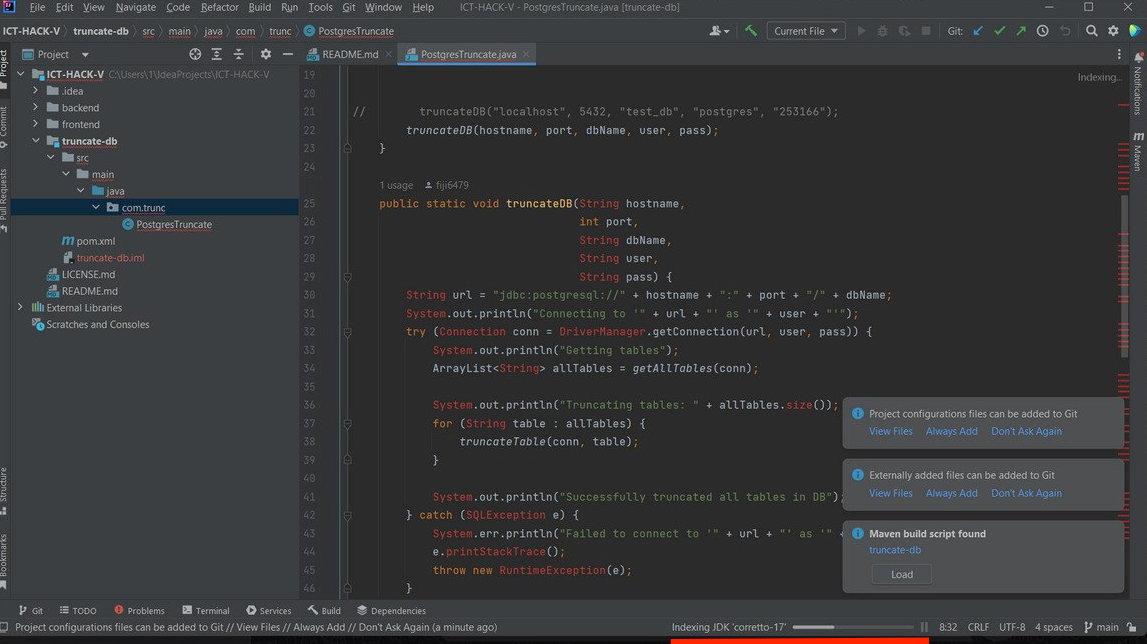 File Edit View Navigate Code Refactor Build Run Tools Git Window Help ICT-HACK-V - PostgresTruncate.java [truncate-db]
ICT-HACK-V truncate-db src main java com trunc PostgresTruncate Current File Git:
Project
README.md PostgresTruncate.java
ICT-HACK-V C:\Users\1\IdeaProjects\ICT-HACK-V
.idea
backend
frontend
truncate-db
src
main
java
com.trunc
PostgresTruncate
pom.xml
truncate-db.iml
LICENSE.md
README.md
External Libraries
Scratches and Consoles
Project
Commit
Pull Requests
Structure
Bookmarks
Indexing...
19
20
21 // truncateDB("localhost", 5432, "test_db", "postgres", "253166");
22 truncateDB(hostname, port, dbName, user, pass);
23 }
24
1 usage fiji6479
25 public static void truncateDB(String hostname,
26 int port,
27 String dbName,
28 String user,
29 String pass) {
30 String url = "jdbc:postgresql://" + hostname + ":" + port + "/" + dbName;
31 System.out.println("Connecting to '" + url + "' as '" + user + "'");
32 try (Connection conn = DriverManager.getConnection(url, user, pass)) {
33 System.out.println("Getting tables");
34 ArrayList<String> allTables = getAllTables(conn);
35
36 System.out.println("Truncating tables: " + allTables.size());
37 for (String table : allTables) {
38 truncateTable(conn, table);
39 }
40
41 System.out.println("Successfully truncated all tables in DB");
42 } catch (SQLException e) {
43 System.err.println("Failed to connect to '" + url + "' as '" +
44 e.printStackTrace();
45 throw new RuntimeException(e);
46 }
Notifications
Maven
Project configurations files can be added to Git
View Files Always Add Don't Ask Again
Externally added files can be added to Git
View Files Always Add Don't Ask Again
Maven build script found
truncate-db
Load
Git TODO Problems Terminal Services Build Dependencies
Project configurations files can be added to Git // View Files // Always Add // Don't Ask Again (a minute ago) Indexing JDK 'corretto-17' 8:32 CRLF UTF-8 4 spaces main